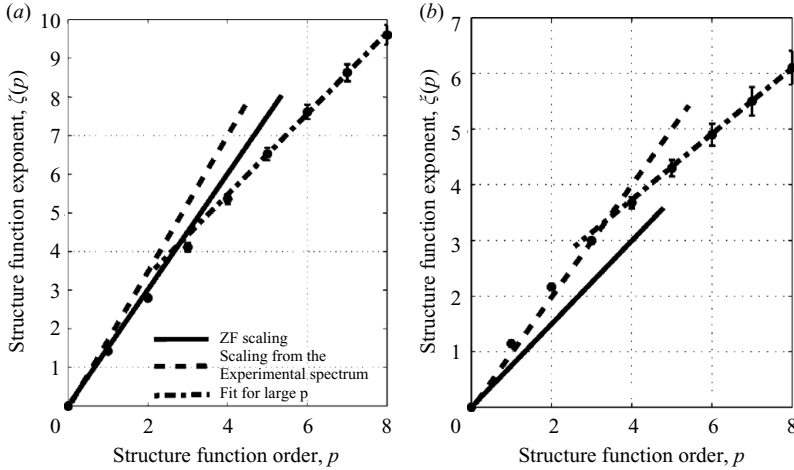 (a)
10
9
8
7
6
5
4
3
2
1
0
Structure function exponent, ζ(p)
2
4
6
8
Structure function order, p
ZF scaling
Scaling from the
Experimental spectrum
Fit for large p
(b)
7
6
5
4
3
2
1
0
Structure function exponent, ξ(p)
2
4
6
8
Structure function order, p